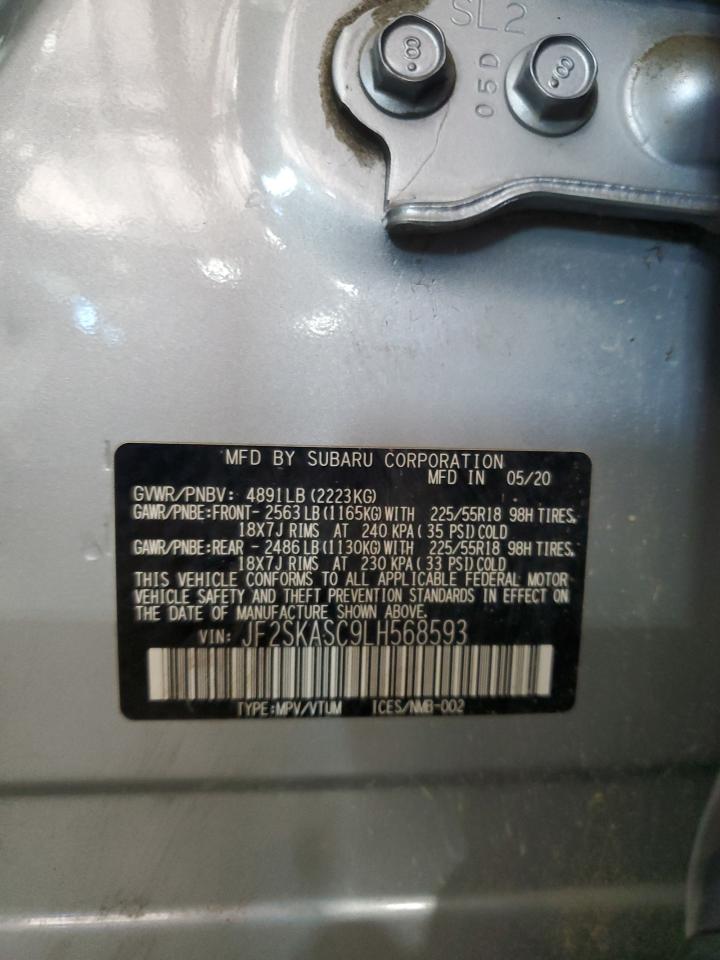 SL2
8.
.8
05D
MFD BY SUBARU CORPORATION
MFD IN 05/20
GVWR/PNBV: 4891LB (2223KG)
GAWR/PNBE:FRONT- 2563 LB (1165KG) WITH 225/55R18 98H TIRES,
18X7J RIMS AT 240 KPA ( 35 PSI ) COLD
GAWR/PNBE:REAR - 2486 LB (1130KG) WITH 225/55R18 98H TIRES,
18X7J RIMS AT 230 KPA ( 33 PSI ) COLD
THIS VEHICLE CONFORMS TO ALL APPLICABLE FEDERAL MOTOR
VEHICLE SAFETY AND THEFT PREVENTION STANDARDS IN EFFECT ON
THE DATE OF MANUFACTURE SHOWN ABOVE.
VIN: JF2SKASC9LH568593
TYPE:MPV/VTUM ICES/NMB-002